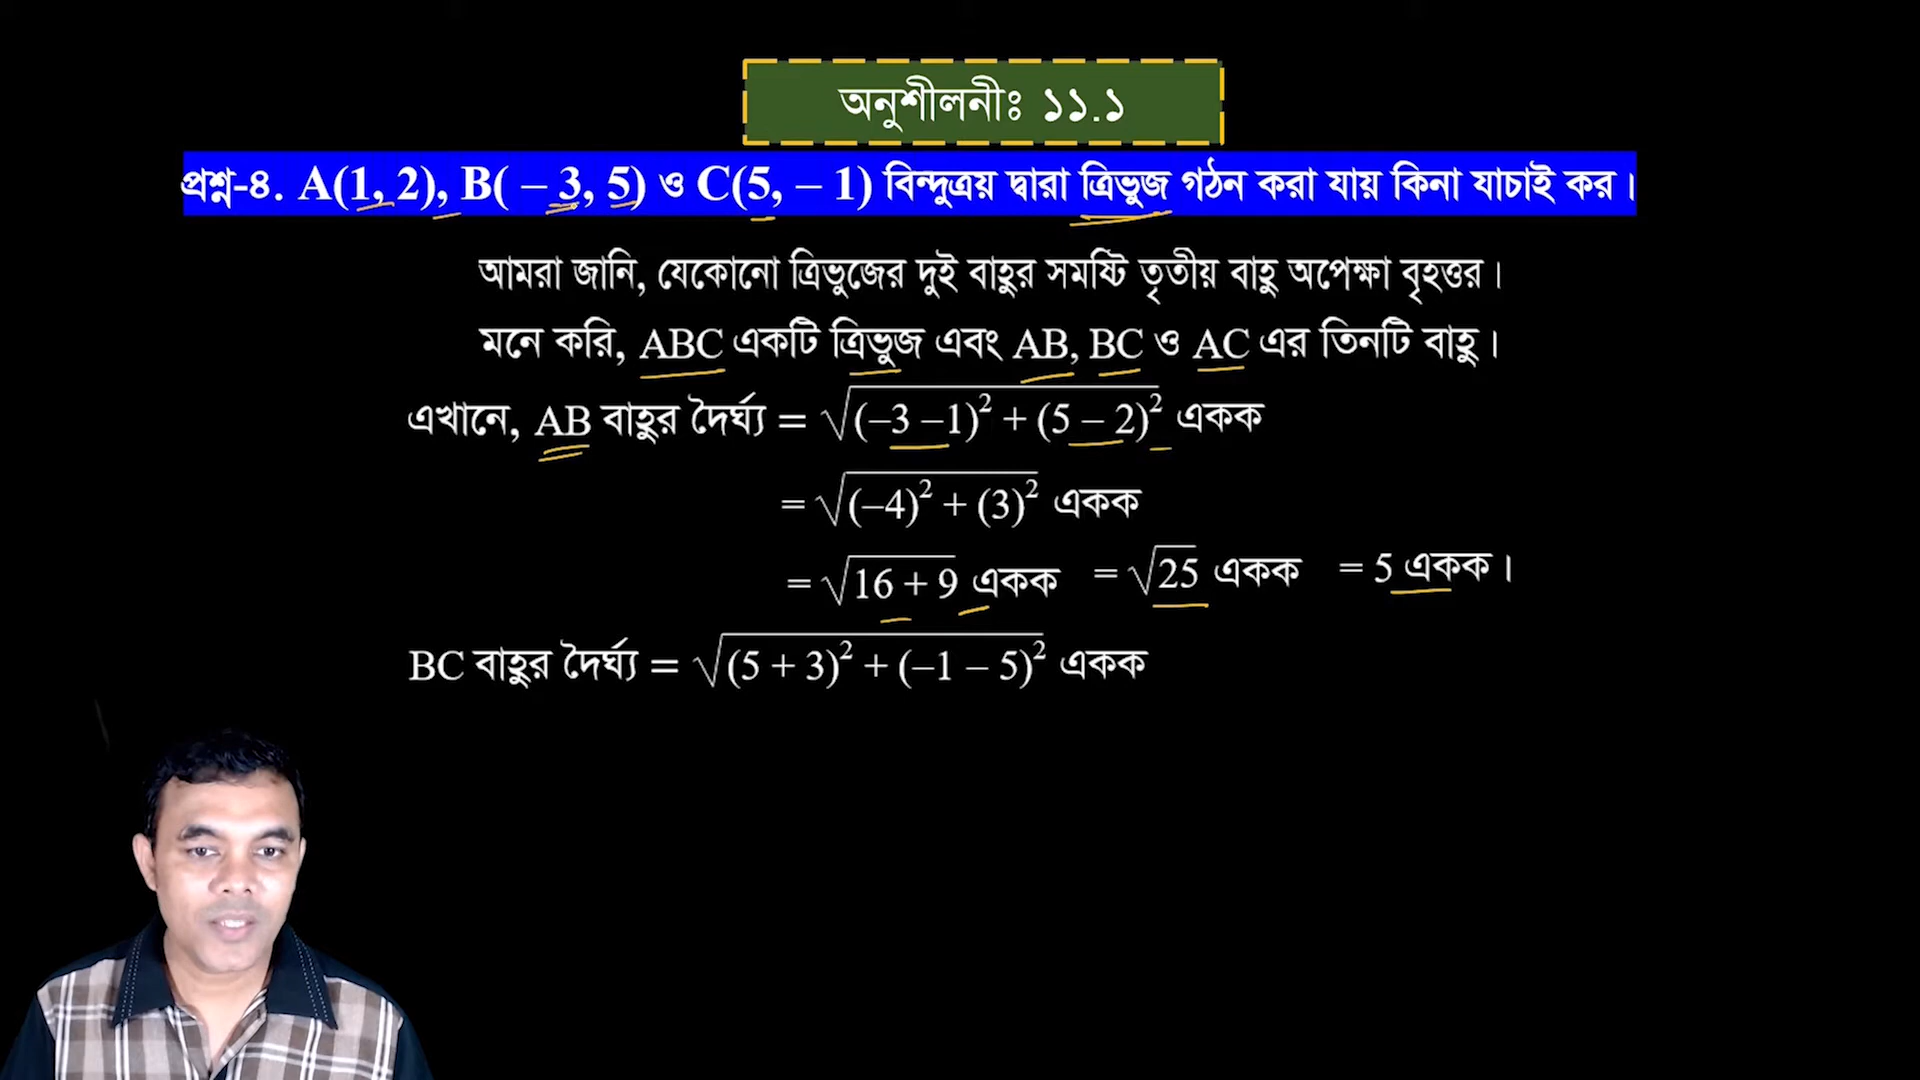 অনুশীলনীঃ ১১.১
প্রশ্ন-৪. A(1, 2), B( – 3, 5) ও C(5, – 1) বিন্দুত্রয় দ্বারা ত্রিভুজ গঠন করা যায় কিনা যাচাই কর।
আমরা জানি, যেকোনো ত্রিভুজের দুই বাহুর সমষ্টি তৃতীয় বাহু অপেক্ষা বৃহত্তর।
মনে করি, ABC একটি ত্রিভুজ এবং AB, BC ও AC এর তিনটি বাহু।
এখানে, AB বাহুর দৈর্ঘ্য = √(–3 –1)² + (5 – 2)² একক
= √(–4)² + (3)² একক
= √16 + 9 একক = √25 একক = 5 একক।
BC বাহুর দৈর্ঘ্য = √(5 + 3)² + (–1 – 5)² একক